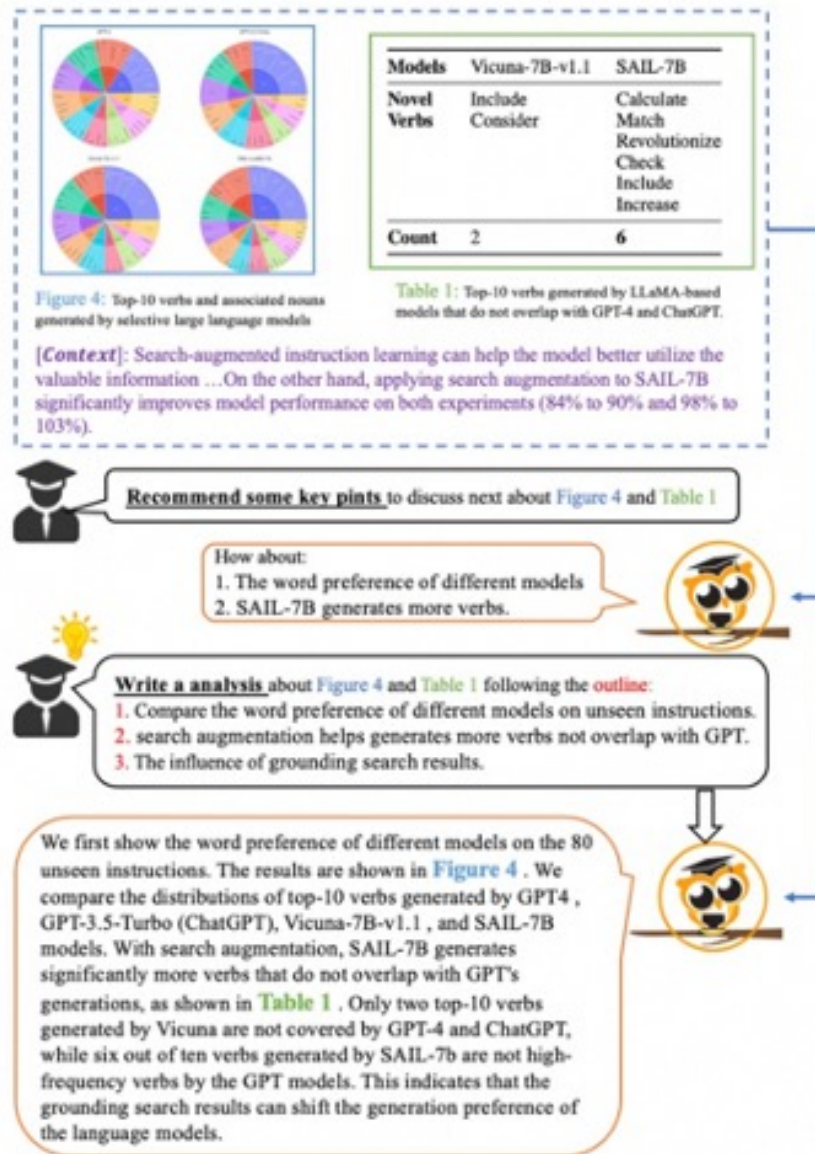 Models Vicuna-7B-v1.1 SAIL-7B
Novel Include Calculate
Verbs Consider Match
Revolutionize
Check
Include
Increase
Count 2 6
Figure 4: Top-10 verbs and associated nouns
generated by selective large language models
Table 1: Top-10 verbs generated by LLaMA-based
models that do not overlap with GPT-4 and ChatGPT.
[Context]: Search-augmented instruction learning can help the model better utilize the
valuable information ...On the other hand, applying search augmentation to SAIL-7B
significantly improves model performance on both experiments (84% to 90% and 98% to
103%).
Recommend some key pints to discuss next about Figure 4 and Table 1
How about:
1. The word preference of different models
2. SAIL-7B generates more verbs.
Write a analysis about Figure 4 and Table 1 following the outline:
1. Compare the word preference of different models on unseen instructions.
2. search augmentation helps generates more verbs not overlap with GPT.
3. The influence of grounding search results.
We first show the word preference of different models on the 80
unseen instructions. The results are shown in Figure 4 . We
compare the distributions of top-10 verbs generated by GPT4 ,
GPT-3.5-Turbo (ChatGPT), Vicuna-7B-v1.1 , and SAIL-7B
models. With search augmentation, SAIL-7B generates
significantly more verbs that do not overlap with GPT's
generations, as shown in Table 1 . Only two top-10 verbs
generated by Vicuna are not covered by GPT-4 and ChatGPT,
while six out of ten verbs generated by SAIL-7b are not high-
frequency verbs by the GPT models. This indicates that the
grounding search results can shift the generation preference of
the language models.